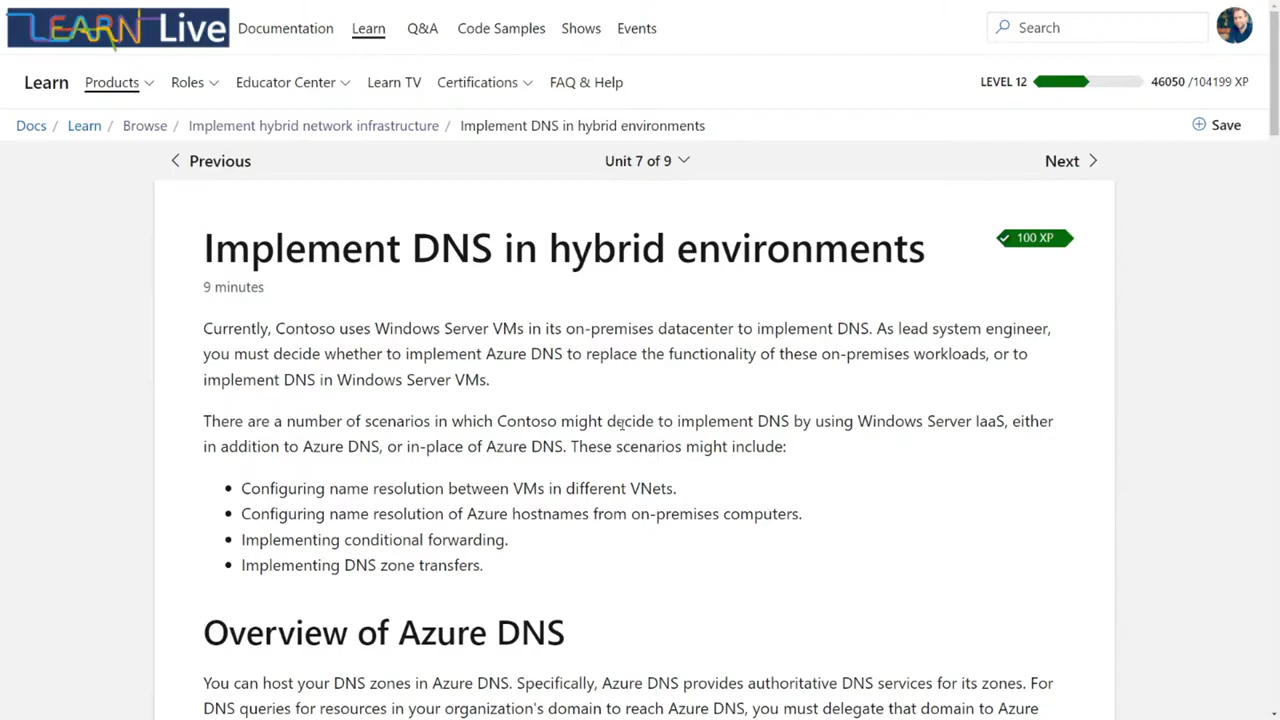 LEARN Live Documentation Learn Q&A Code Samples Shows Events Search
Learn Products Roles Educator Center Learn TV Certifications FAQ & Help LEVEL 12 46050 /104199 XP
Docs / Learn / Browse / Implement hybrid network infrastructure / Implement DNS in hybrid environments Save
Previous Unit 7 of 9 Next
Implement DNS in hybrid environments 100 XP
9 minutes
Currently, Contoso uses Windows Server VMs in its on-premises datacenter to implement DNS. As lead system engineer,
you must decide whether to implement Azure DNS to replace the functionality of these on-premises workloads, or to
implement DNS in Windows Server VMs.
There are a number of scenarios in which Contoso might decide to implement DNS by using Windows Server IaaS, either
in addition to Azure DNS, or in-place of Azure DNS. These scenarios might include:
• Configuring name resolution between VMs in different VNets.
• Configuring name resolution of Azure hostnames from on-premises computers.
• Implementing conditional forwarding.
• Implementing DNS zone transfers.
Overview of Azure DNS
You can host your DNS zones in Azure DNS. Specifically, Azure DNS provides authoritative DNS services for its zones. For
DNS queries for resources in your organization's domain to reach Azure DNS, you must delegate that domain to Azure